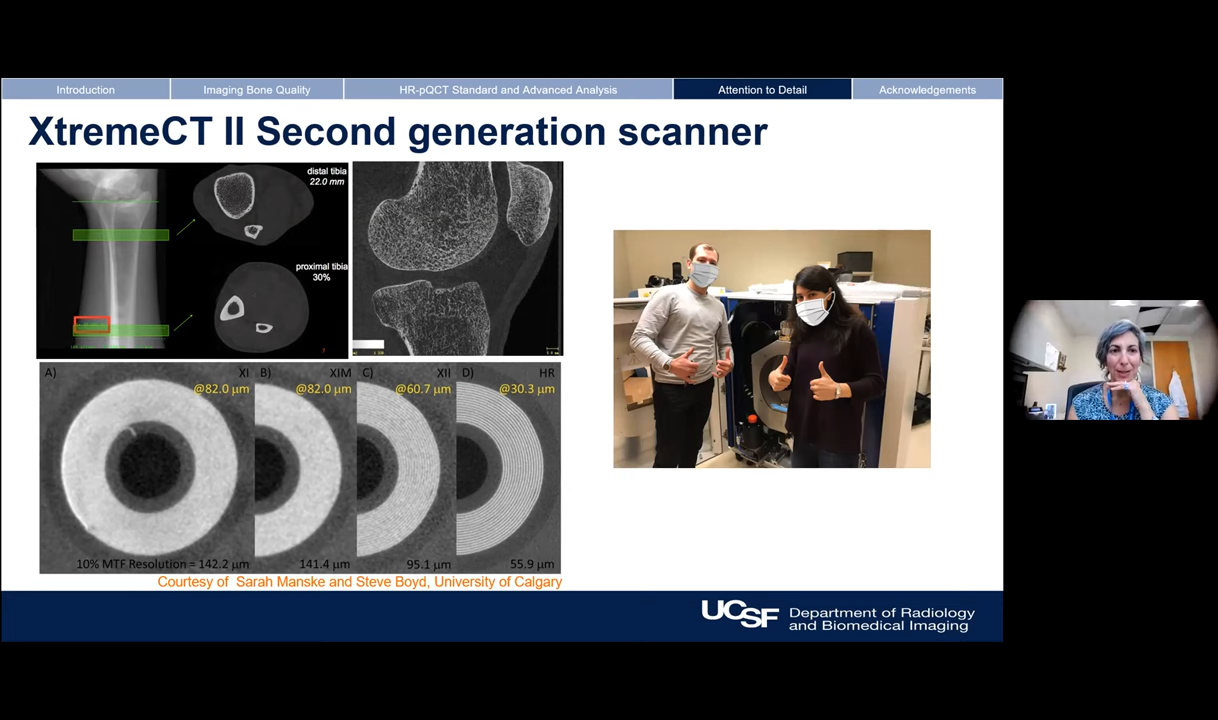 Introduction
Imaging Bone Quality
HR-pQCT Standard and Advanced Analysis
Attention to Detail
Acknowledgements
XtremeCT II Second generation scanner
distal tibia
22.0 mm
proximal tibia
30%
A) XI
@82.0 µm
B) XIM
@82.0 µm
C) XII
@60.7 µm
D) HR
@30.3 µm
10% MTF Resolution = 142.2 µm
141.4 µm
95.1 µm
55.9 µm
Courtesy of Sarah Manske and Steve Boyd, University of Calgary
UCSF Department of Radiology
and Biomedical Imaging